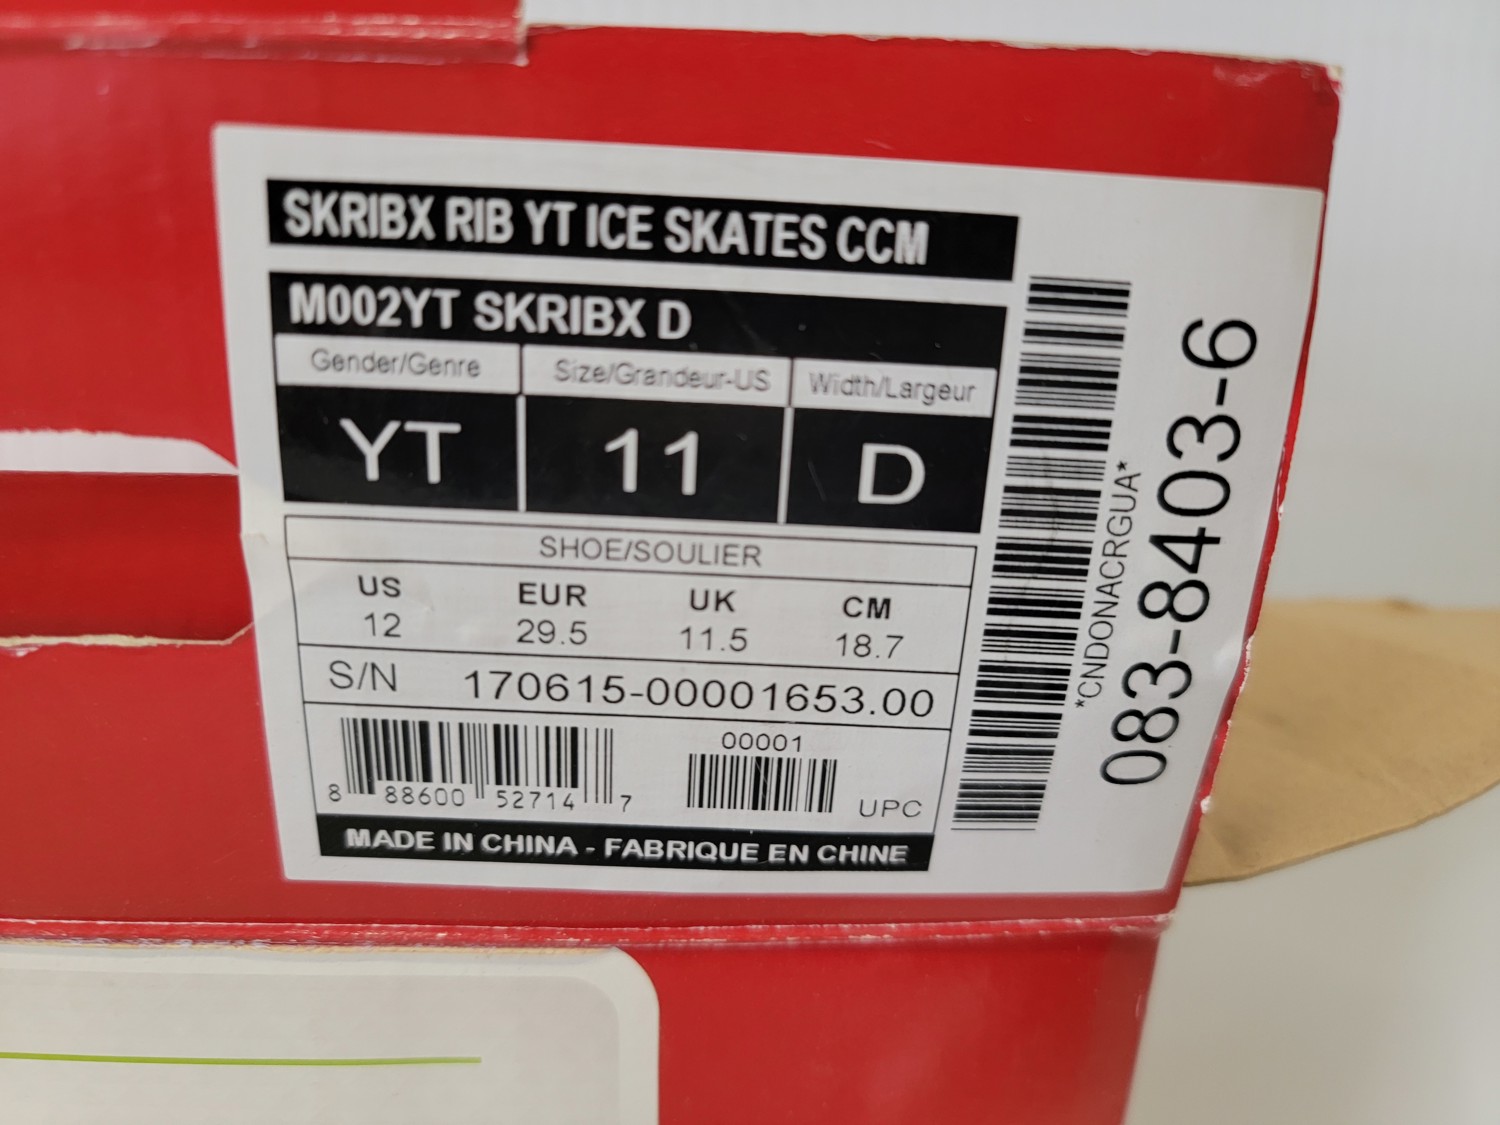 SKRIBX RIB YT ICE SKATES CCM
M002YT SKRIBX D
Gender/Genre Size/Grandeur-US Width/Largeur
YT 11 D
SHOE/SOULIER
US EUR UK CM
12 29.5 11.5 18.7
S/N 170615-00001653.00
00001
8 88600 52714 7
UPC
MADE IN CHINA - FABRIQUE EN CHINE
*CNDONACRGUA*
083-8403-6